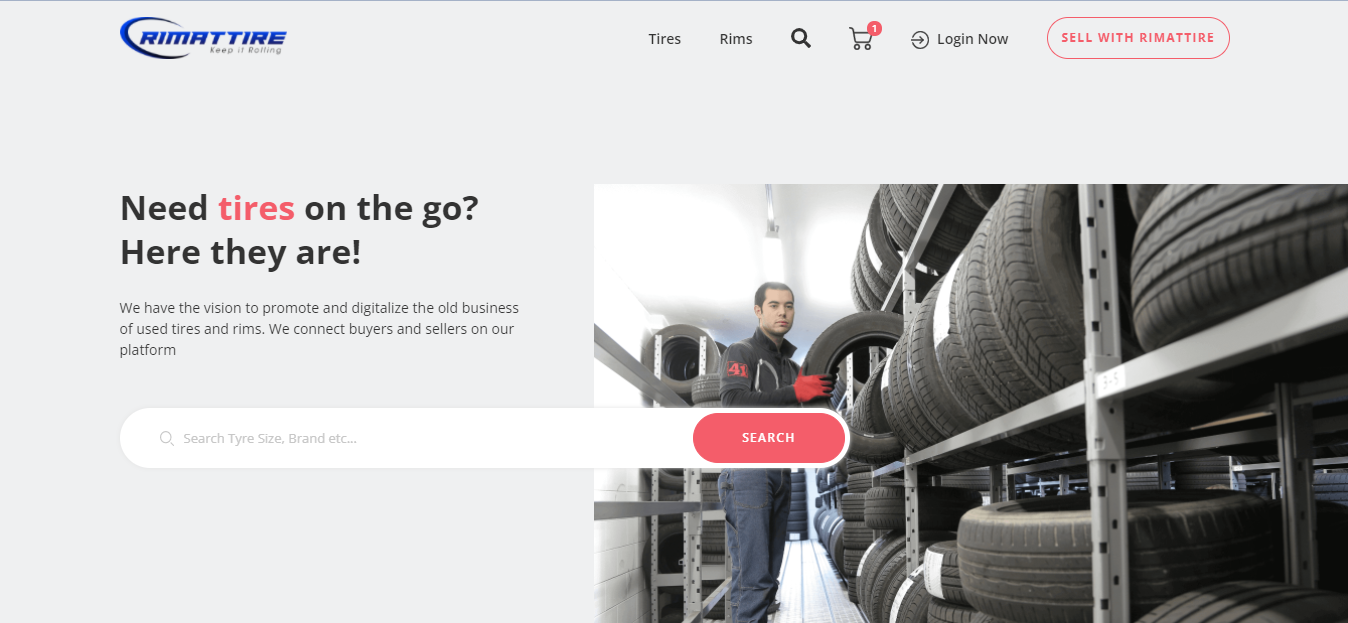 RIMATTIRE
Keep it Rolling
Tires
Rims
1
Login Now
SELL WITH RIMATTIRE
Need tires on the go?
Here they are!
We have the vision to promote and digitalize the old business
of used tires and rims. We connect buyers and sellers on our
platform
41
3-5
Search Tyre Size, Brand etc...
SEARCH